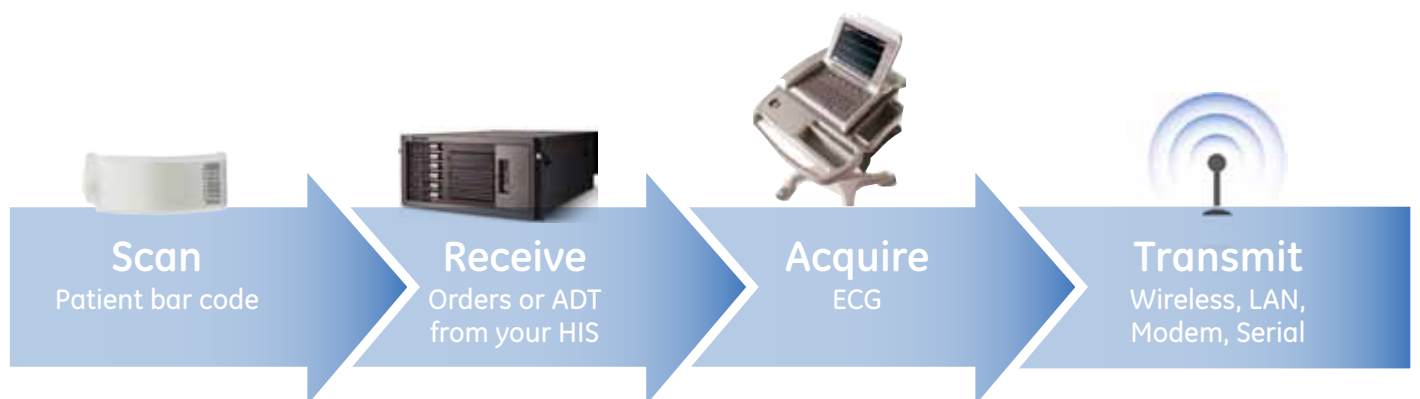 Scan
Patient bar code
Receive
Orders or ADT
from your HIS
Acquire
ECG
Transmit
Wireless, LAN,
Modem, Serial